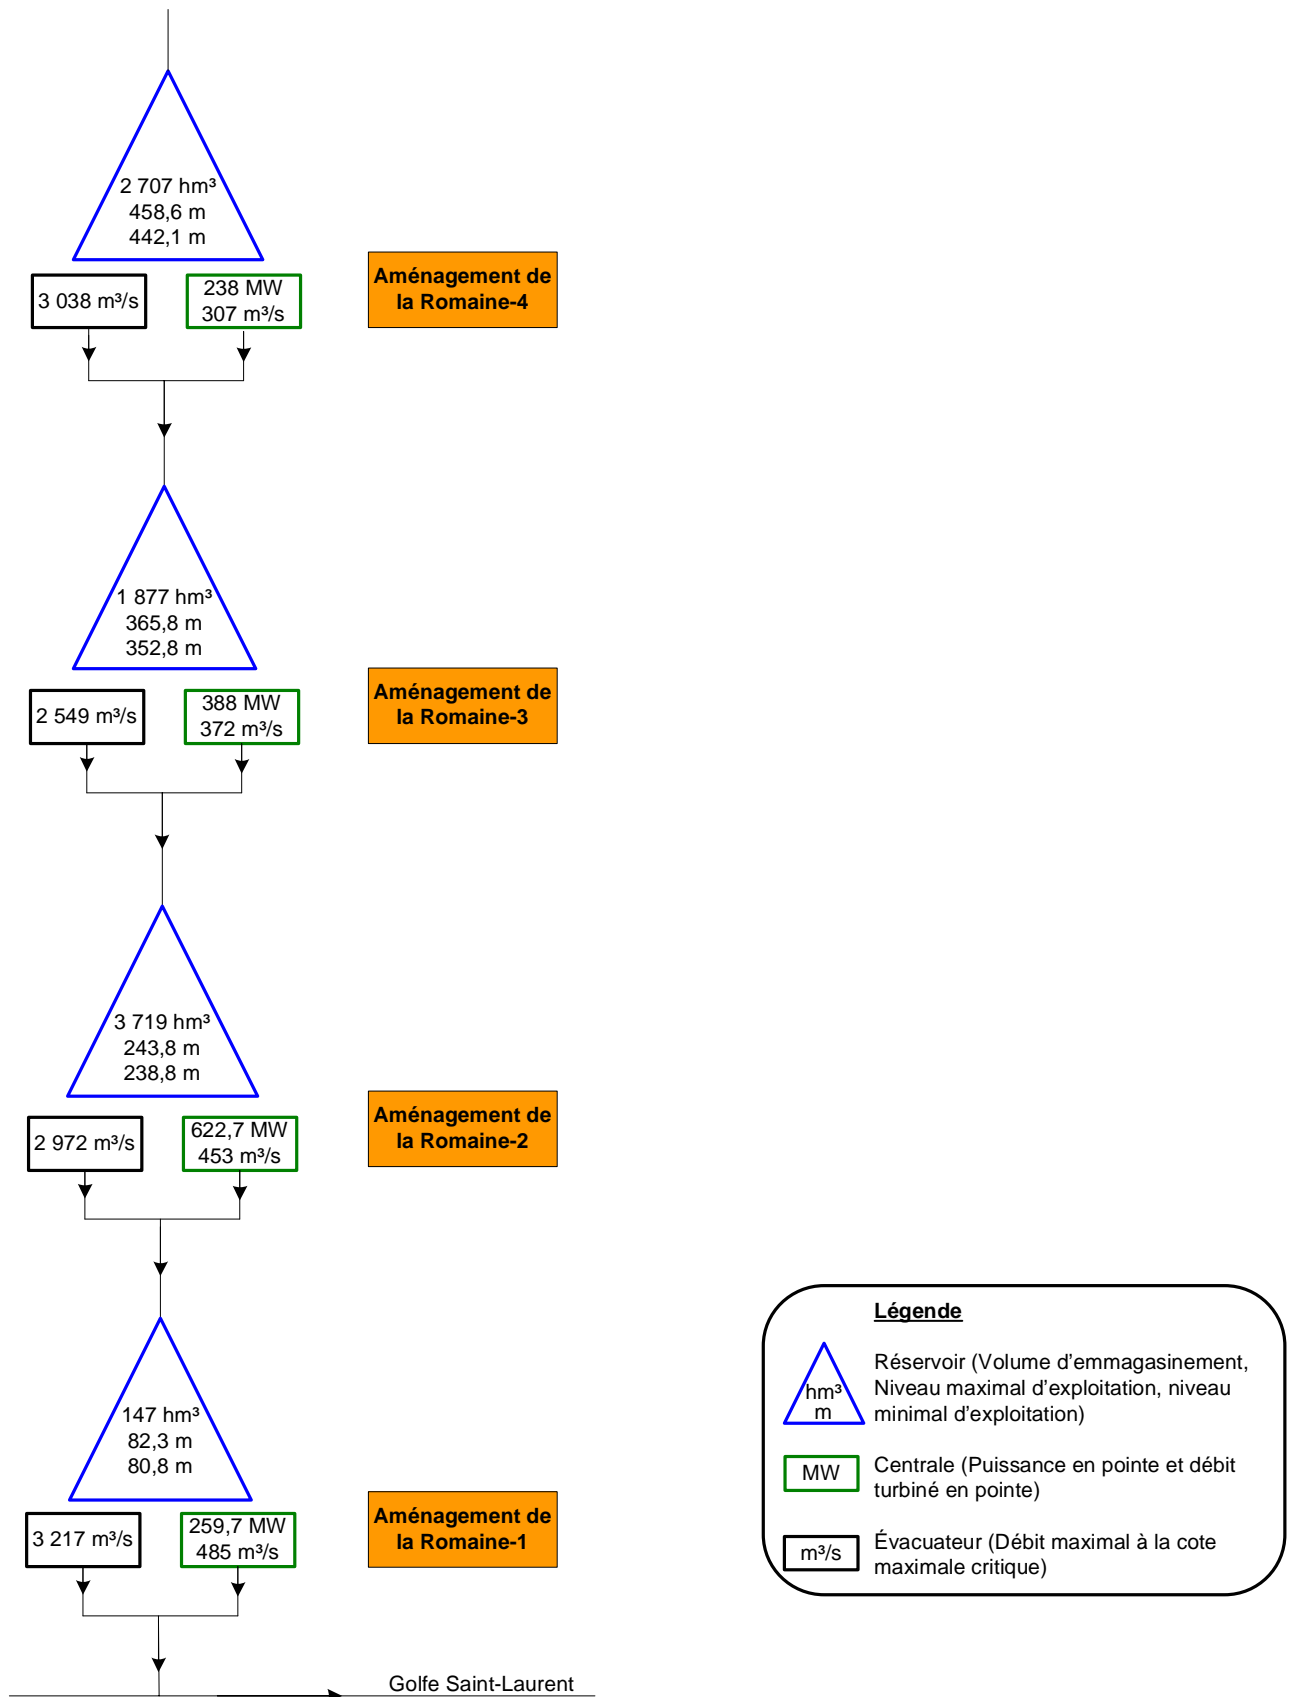 2 707 hm³
458,6 m
442,1 m
3 038 m³/s
238 MW
307 m³/s
Aménagement de
la Romaine-4
1 877 hm³
365,8 m
352,8 m
2 549 m³/s
388 MW
372 m³/s
Aménagement de
la Romaine-3
3 719 hm³
243,8 m
238,8 m
2 972 m³/s
622,7 MW
453 m³/s
Aménagement de
la Romaine-2
147 hm³
82,3 m
80,8 m
3 217 m³/s
259,7 MW
485 m³/s
Aménagement de
la Romaine-1
Golfe Saint-Laurent
Légende
hm³
m
Réservoir (Volume d'emmagasinement,
Niveau maximal d'exploitation, niveau
minimal d'exploitation)
MW
Centrale (Puissance en pointe et débit
turbiné en pointe)
m³/s
Évacuateur (Débit maximal à la cote
maximale critique)